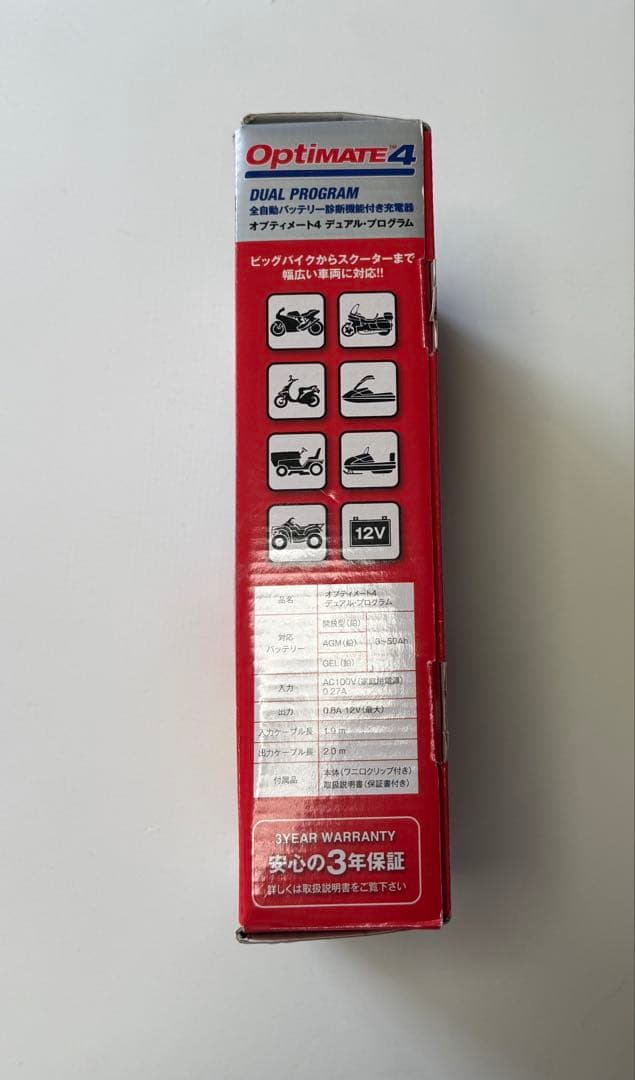 OptiMATE™4
DUAL PROGRAM
全自動バッテリー診断機能付き充電器
オプティメート4 デュアル・プログラム
ビッグバイクからスクーターまで
幅広い車両に対応!!
12V
品名
オプティメート4
デュアル・プログラム
対応
バッテリー
開放型(鉛)
AGM(鉛)
GEL(鉛)
3~50Ah
入力
AC100V(家庭用電源)
0.27A
出力
0.8A 12V(最大)
入力ケーブル長
1.9 m
出力ケーブル長
2.0 m
付属品
本体(ワニ口クリップ付き)
取扱説明書(保証書付き)
3YEAR WARRANTY
安心の3年保証
詳しくは取扱説明書をご覧下さい